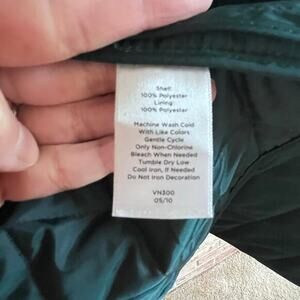 Shell:
100% Polyester
Lining:
100% Polyester
Machine Wash Cold
With Like Colors
Gentle Cycle
Only Non-Chlorine
Bleach When Needed
Tumble Dry Low
Cool Iron, If Needed
Do Not Iron Decoration
VN300
05/10